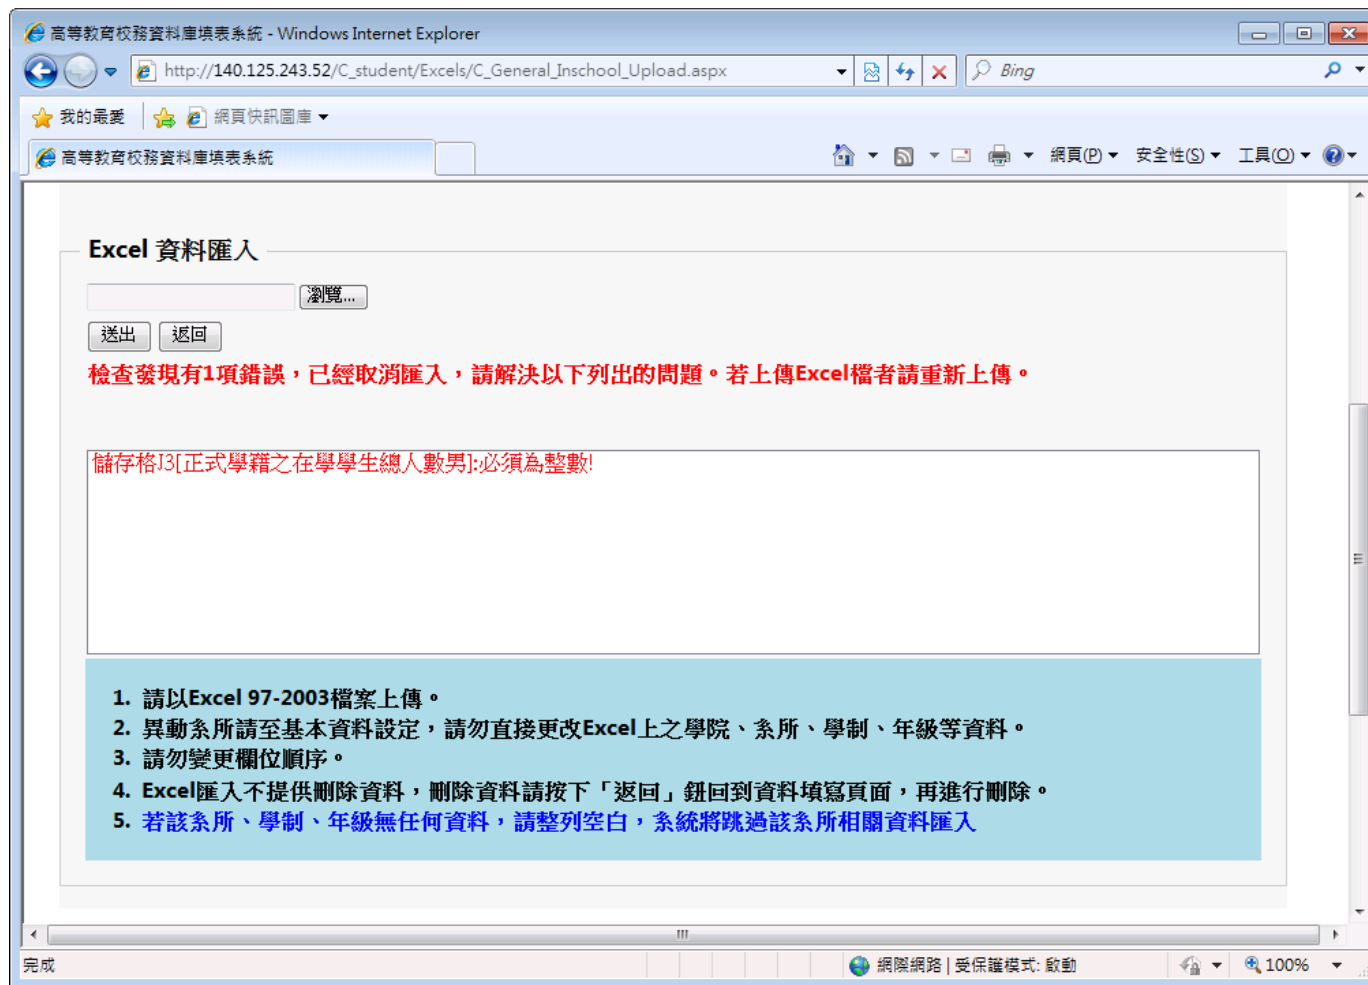 高等教育校務資料庫填表系統 - Windows Internet Explorer
http://140.125.243.52/C_student/Excels/C_General_Inschool_Upload.aspx
Bing
我的最愛
網頁快訊圖庫
高等教育校務資料庫填表系統
網頁(P)
安全性(S)
工具(O)
Excel 資料匯入
瀏覽...
送出
返回
檢查發現有1項錯誤，已經取消匯入，請解決以下列出的問題。若上傳Excel檔者請重新上傳。
儲存格J3[正式學籍之在學學生總人數男]:必須為整數!
1. 請以Excel 97-2003檔案上傳。
2. 異動系所請至基本資料設定，請勿直接更改Excel上之學院、系所、學制、年級等資料。
3. 請勿變更欄位順序。
4. Excel匯入不提供刪除資料，刪除資料請按下「返回」鈕回到資料填寫頁面，再進行刪除。
5. 若該系所、學制、年級無任何資料，請整列空白，系統將跳過該系所相關資料匯入
完成
網際網路 | 受保護模式: 啟動
100%